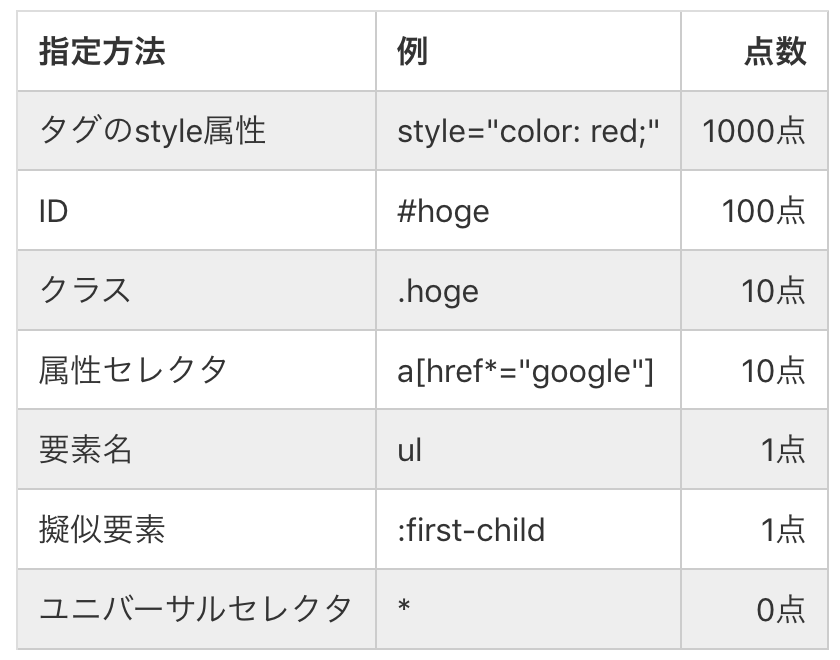 指定方法 例 点数
タグのstyle属性 style="color: red;" 1000点
ID #hoge 100点
クラス .hoge 10点
属性セレクタ a[href*="google"] 10点
要素名 ul 1点
擬似要素 :first-child 1点
ユニバーサルセレクタ * 0点